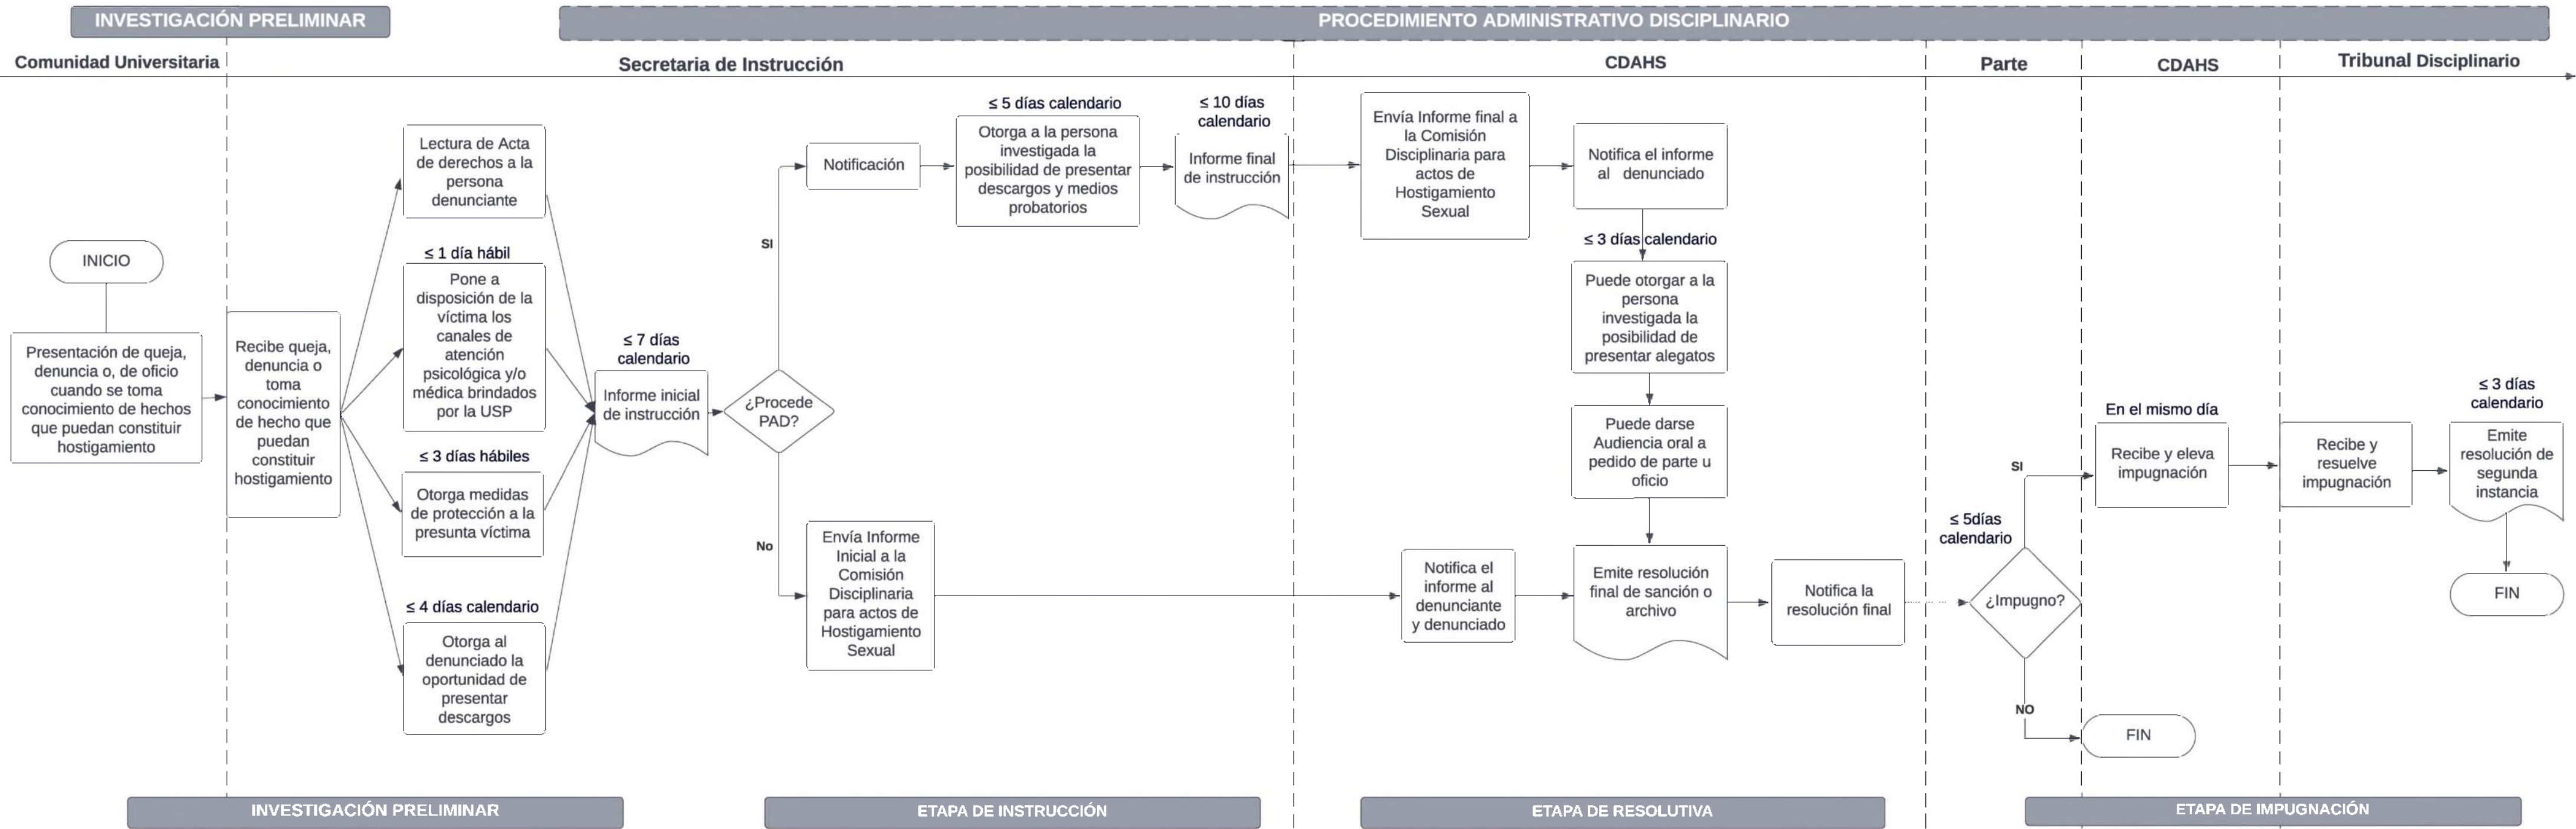 INVESTIGACIÓN PRELIMINAR
PROCEDIMIENTO ADMINISTRATIVO DISCIPLINARIO
Comunidad Universitaria
Secretaria de Instrucción
CDAHS
Parte
CDAHS
Tribunal Disciplinario
INICIO
Presentación de queja,
denuncia o, de oficio
cuando se toma
conocimiento de hechos
que puedan constituir
hostigamiento
Recibe queja,
denuncia o
toma
conocimiento
de hecho que
puedan
constituir
hostigamiento
Lectura de Acta
de derechos a la
persona
denunciante
≤ 1 día hábil
Pone a
disposición de la
víctima los
canales de
atención
psicológica y/o
médica brindados
por la USP
≤ 3 días hábiles
Otorga medidas
de protección a la
presunta víctima
≤ 4 días calendario
Otorga al
denunciado la
oportunidad de
presentar
descargos
≤ 7 días
calendario
Informe inicial
de instrucción
¿Procede
PAD?
SI
Notificación
≤ 5 días calendario
Otorga a la persona
investigada la
posibilidad de presentar
descargos y medios
probatorios
≤ 10 días
calendario
Informe final
de instrucción
No
Envía Informe
Inicial a la
Comisión
Disciplinaria
para actos de
Hostigamiento
Sexual
Envía Informe final a
la Comisión
Disciplinaria para
actos de
Hostigamiento
Sexual
Notifica el informe
al denunciado
≤ 3 días calendario
Puede otorgar a la
persona
investigada la
posibilidad de
presentar alegatos
Puede darse
Audiencia oral a
pedido de parte u
oficio
Notifica el
informe al
denunciante
y denunciado
Emite resolución
final de sanción o
archivo
Notifica la
resolución final
≤ 5días
calendario
¿Impugno?
SI
NO
FIN
En el mismo día
Recibe y eleva
impugnación
Recibe y
resuelve
impugnación
≤ 3 días
calendario
Emite
resolución de
segunda
instancia
FIN
INVESTIGACIÓN PRELIMINAR
ETAPA DE INSTRUCCIÓN
ETAPA DE RESOLUTIVA
ETAPA DE IMPUGNACIÓN